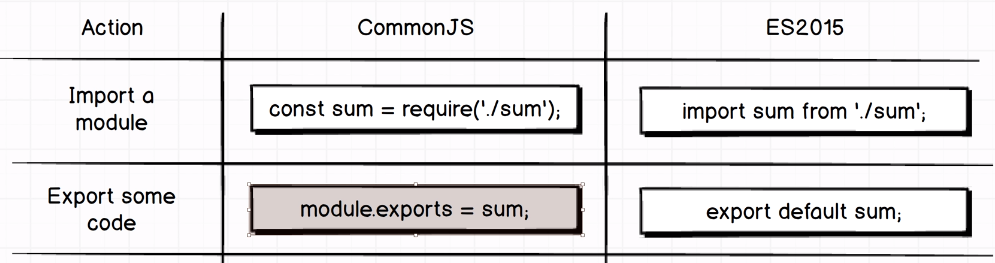 Action
CommonJS
ES2015
Import a
module
const sum = require('./sum');
import sum from './sum';
Export some
code
module.exports = sum;
export default sum;